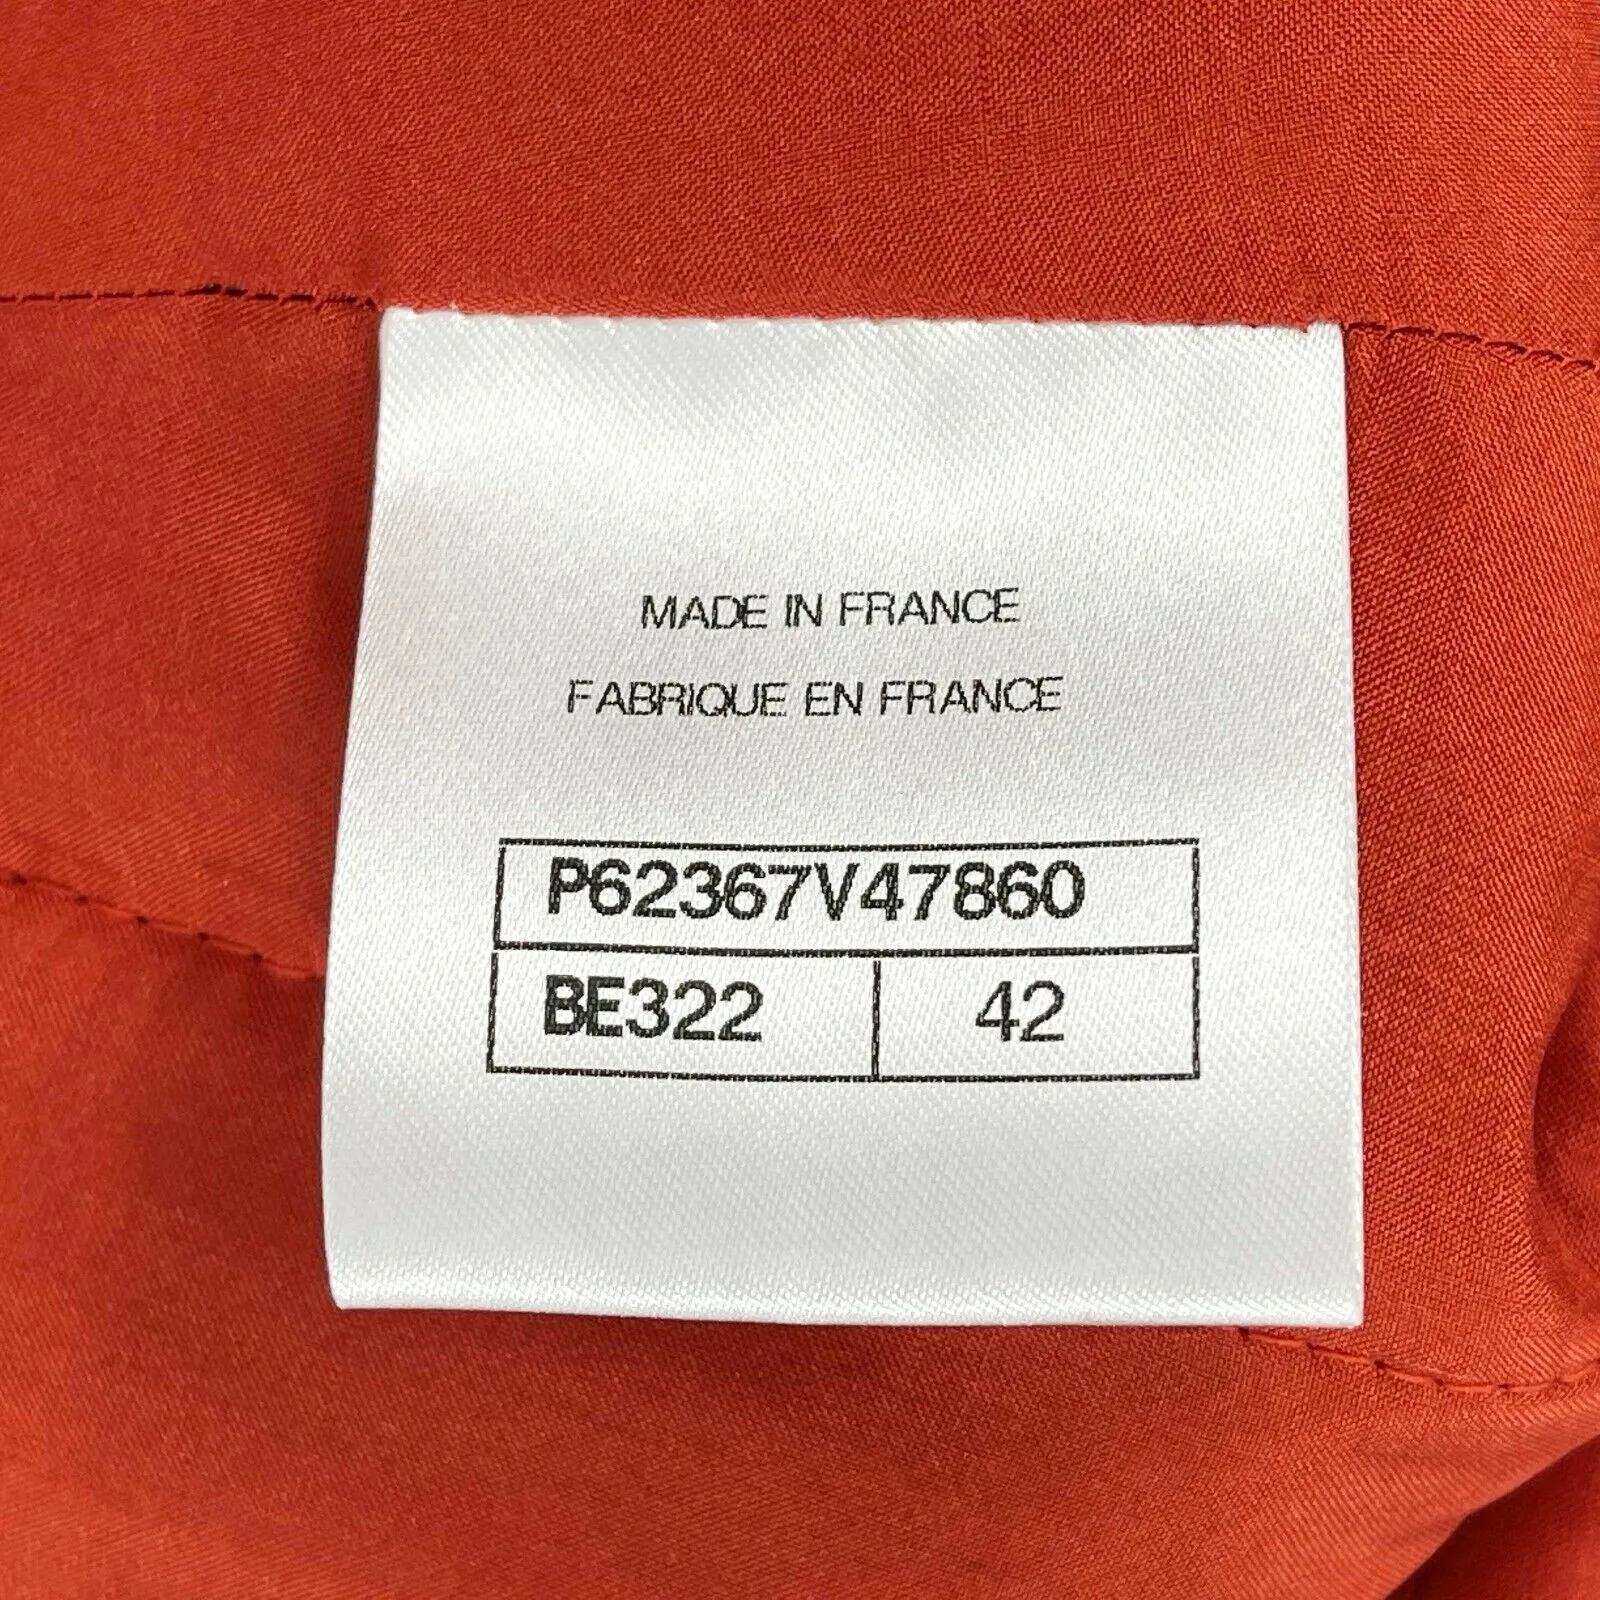 MADE IN FRANCE
FABRIQUE EN FRANCE
P62367V47860
BE322 42